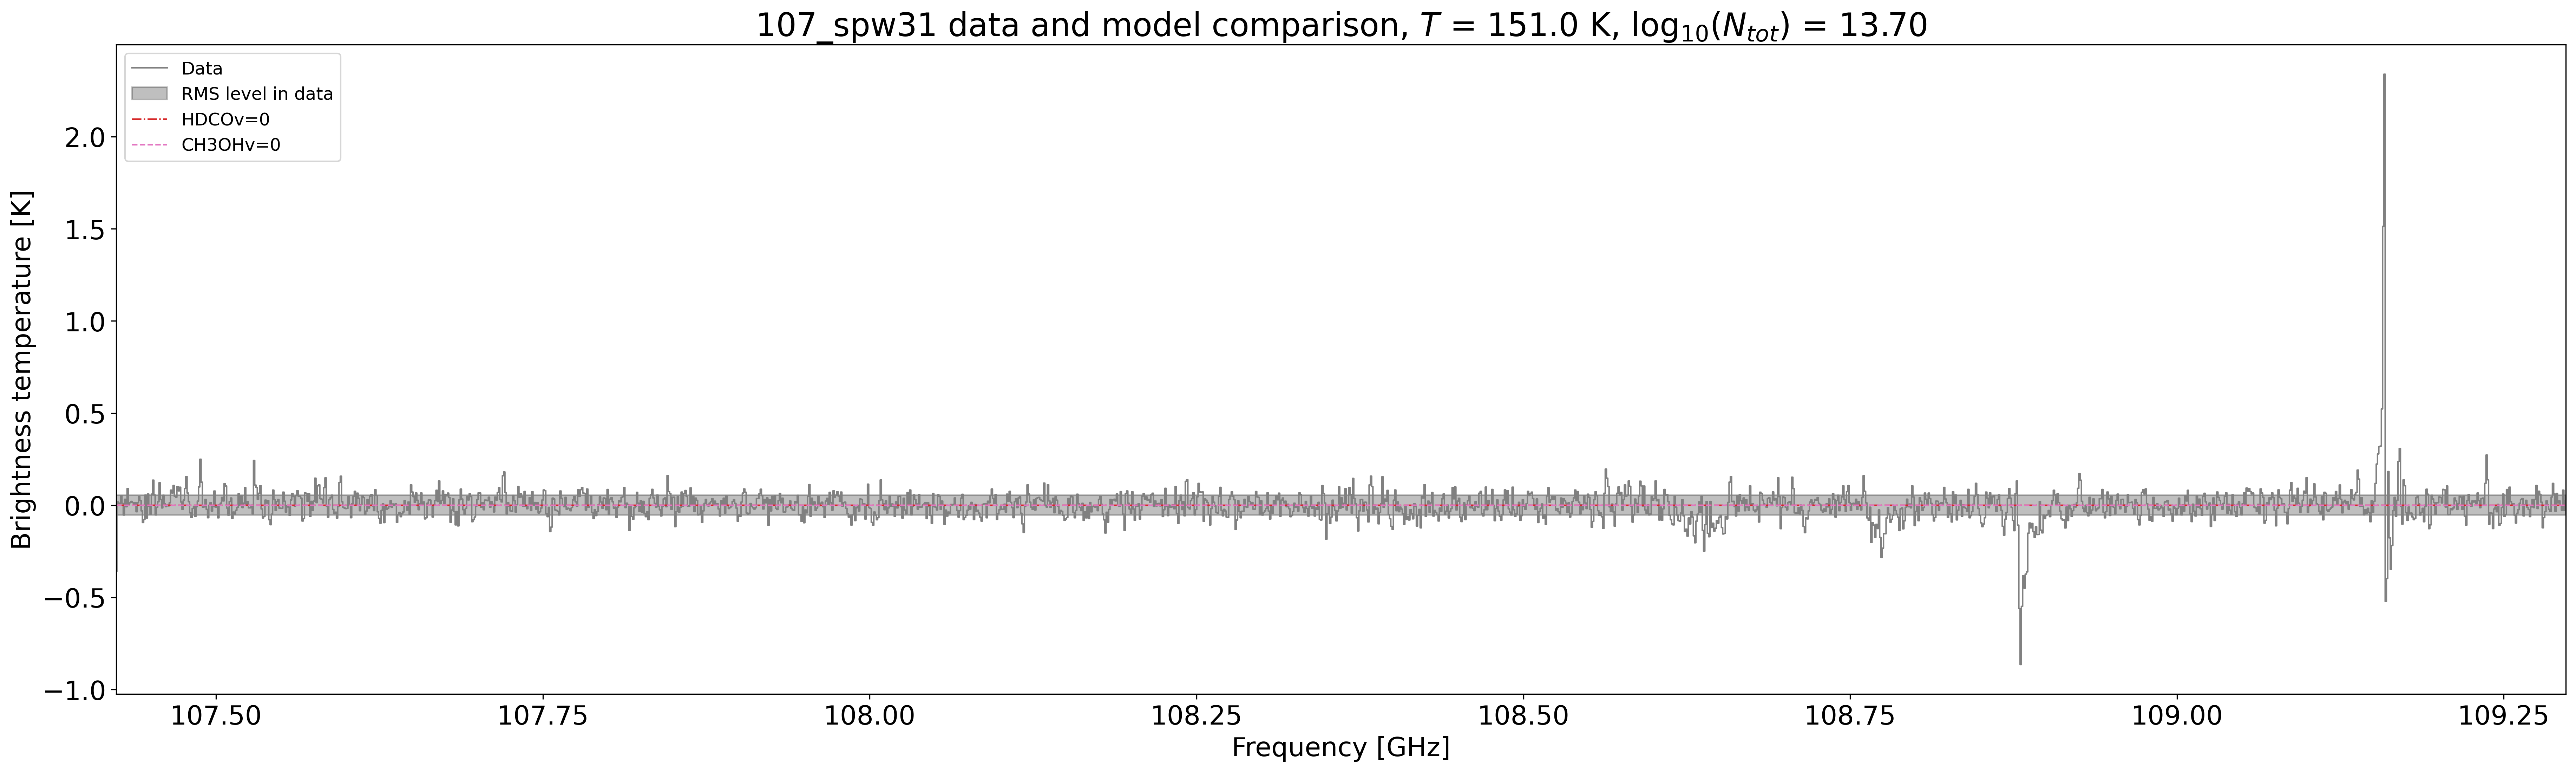 107_spw31 data and model comparison, T = 151.0 K, log₁₀(Nₜₒₜ) = 13.70
Data
RMS level in data
HDCOv=0
CH3OHv=0
Brightness temperature [K]
2.0
1.5
1.0
0.5
0.0
−0.5
−1.0
107.50 107.75 108.00 108.25 108.50 108.75 109.00 109.25
Frequency [GHz]